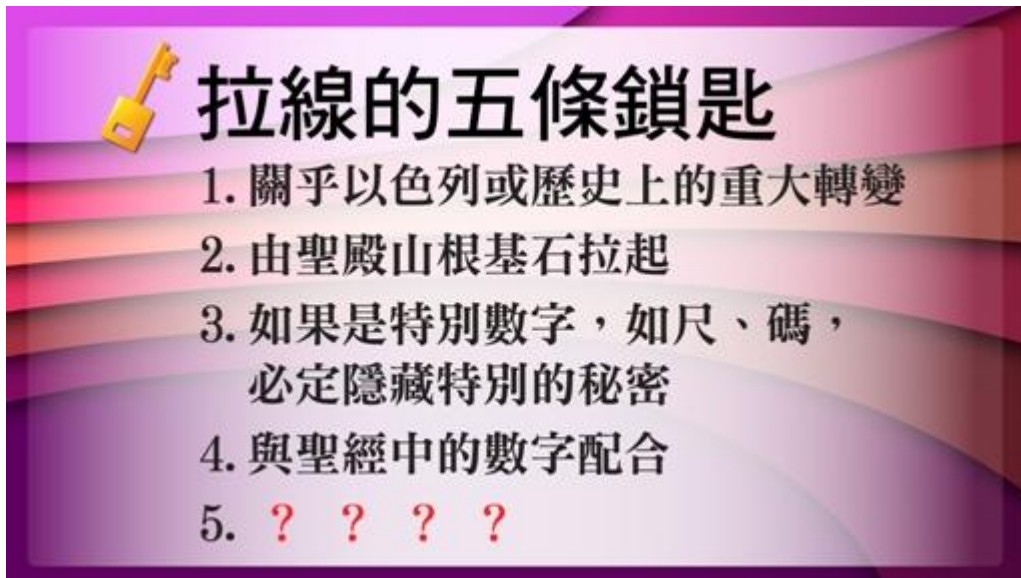 拉線的五條鎖匙
1. 關乎以色列或歷史上的重大轉變
2. 由聖殿山根基石拉起
3. 如果是特別數字，如尺、碼，
必定隱藏特別的秘密
4. 與聖經中的數字配合
5. ？ ？ ？ ？